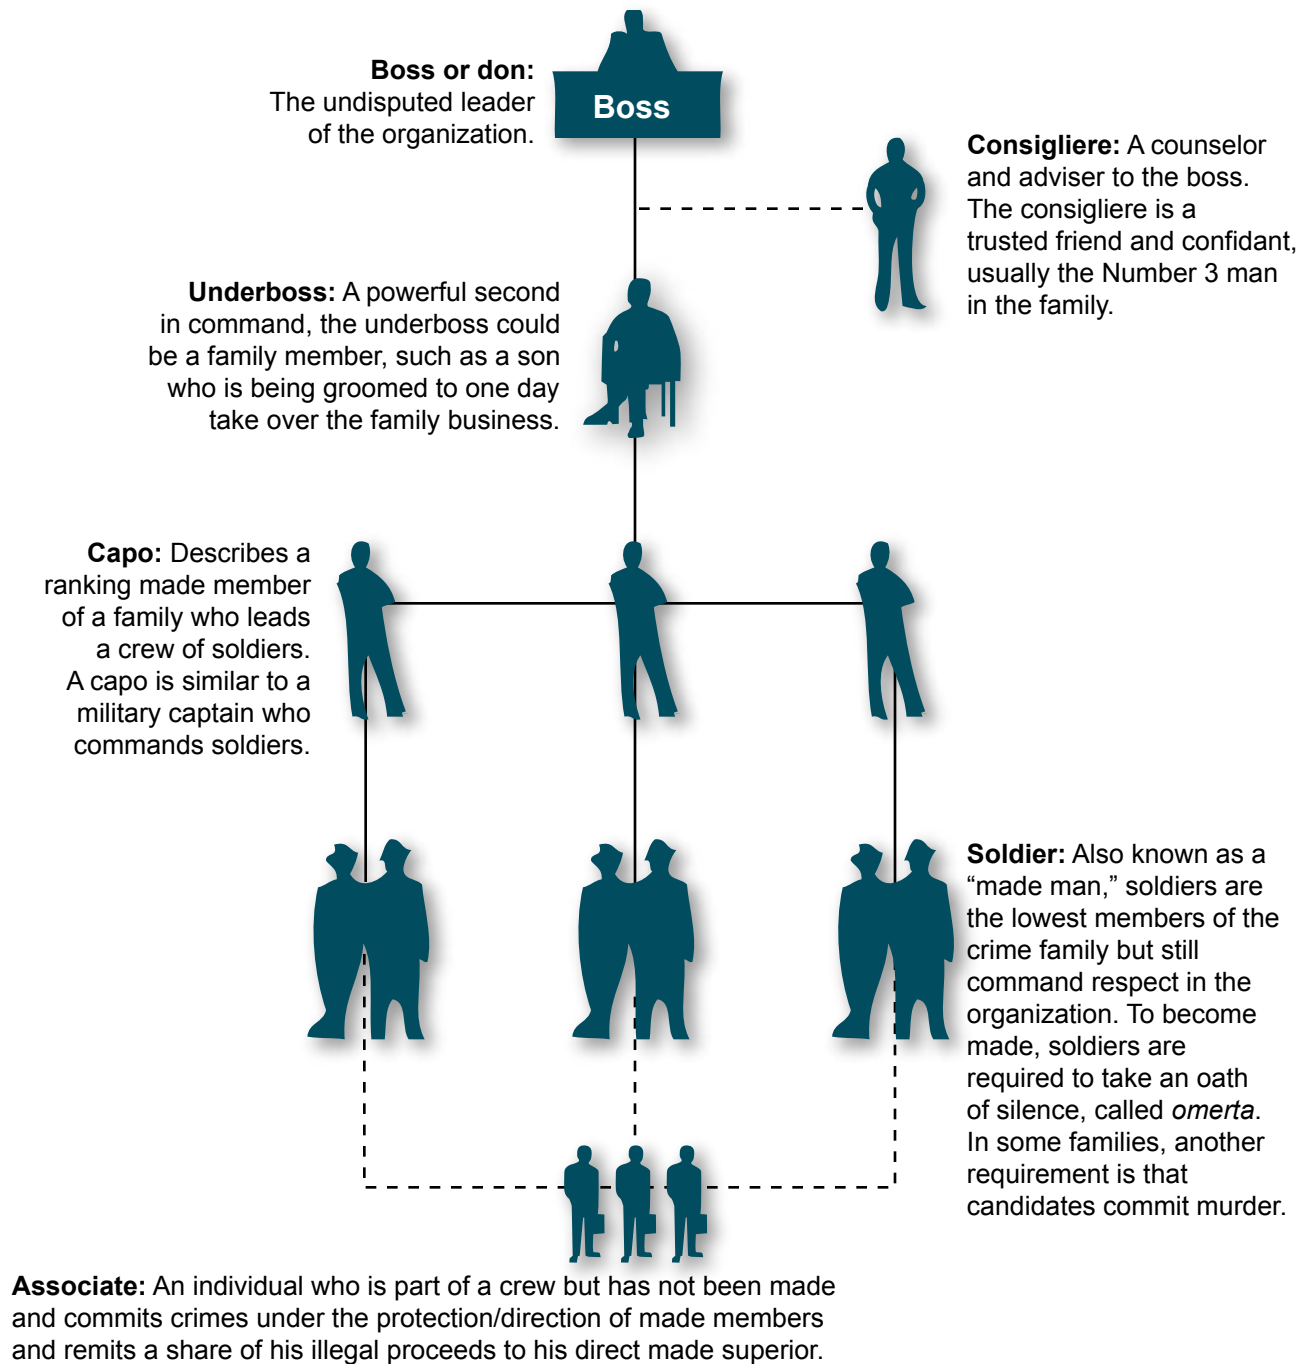 Boss or don:
The undisputed leader
of the organization.
Boss
Consigliere: A counselor
and adviser to the boss.
The consigliere is a
trusted friend and confidant,
usually the Number 3 man
in the family.
Underboss: A powerful second
in command, the underboss could
be a family member, such as a son
who is being groomed to one day
take over the family business.
Capo: Describes a
ranking made member
of a family who leads
a crew of soldiers.
A capo is similar to a
military captain who
commands soldiers.
Soldier: Also known as a
“made man,” soldiers are
the lowest members of the
crime family but still
command respect in the
organization. To become
made, soldiers are
required to take an oath
of silence, called omerta.
In some families, another
requirement is that
candidates commit murder.
Associate: An individual who is part of a crew but has not been made
and commits crimes under the protection/direction of made members
and remits a share of his illegal proceeds to his direct made superior.